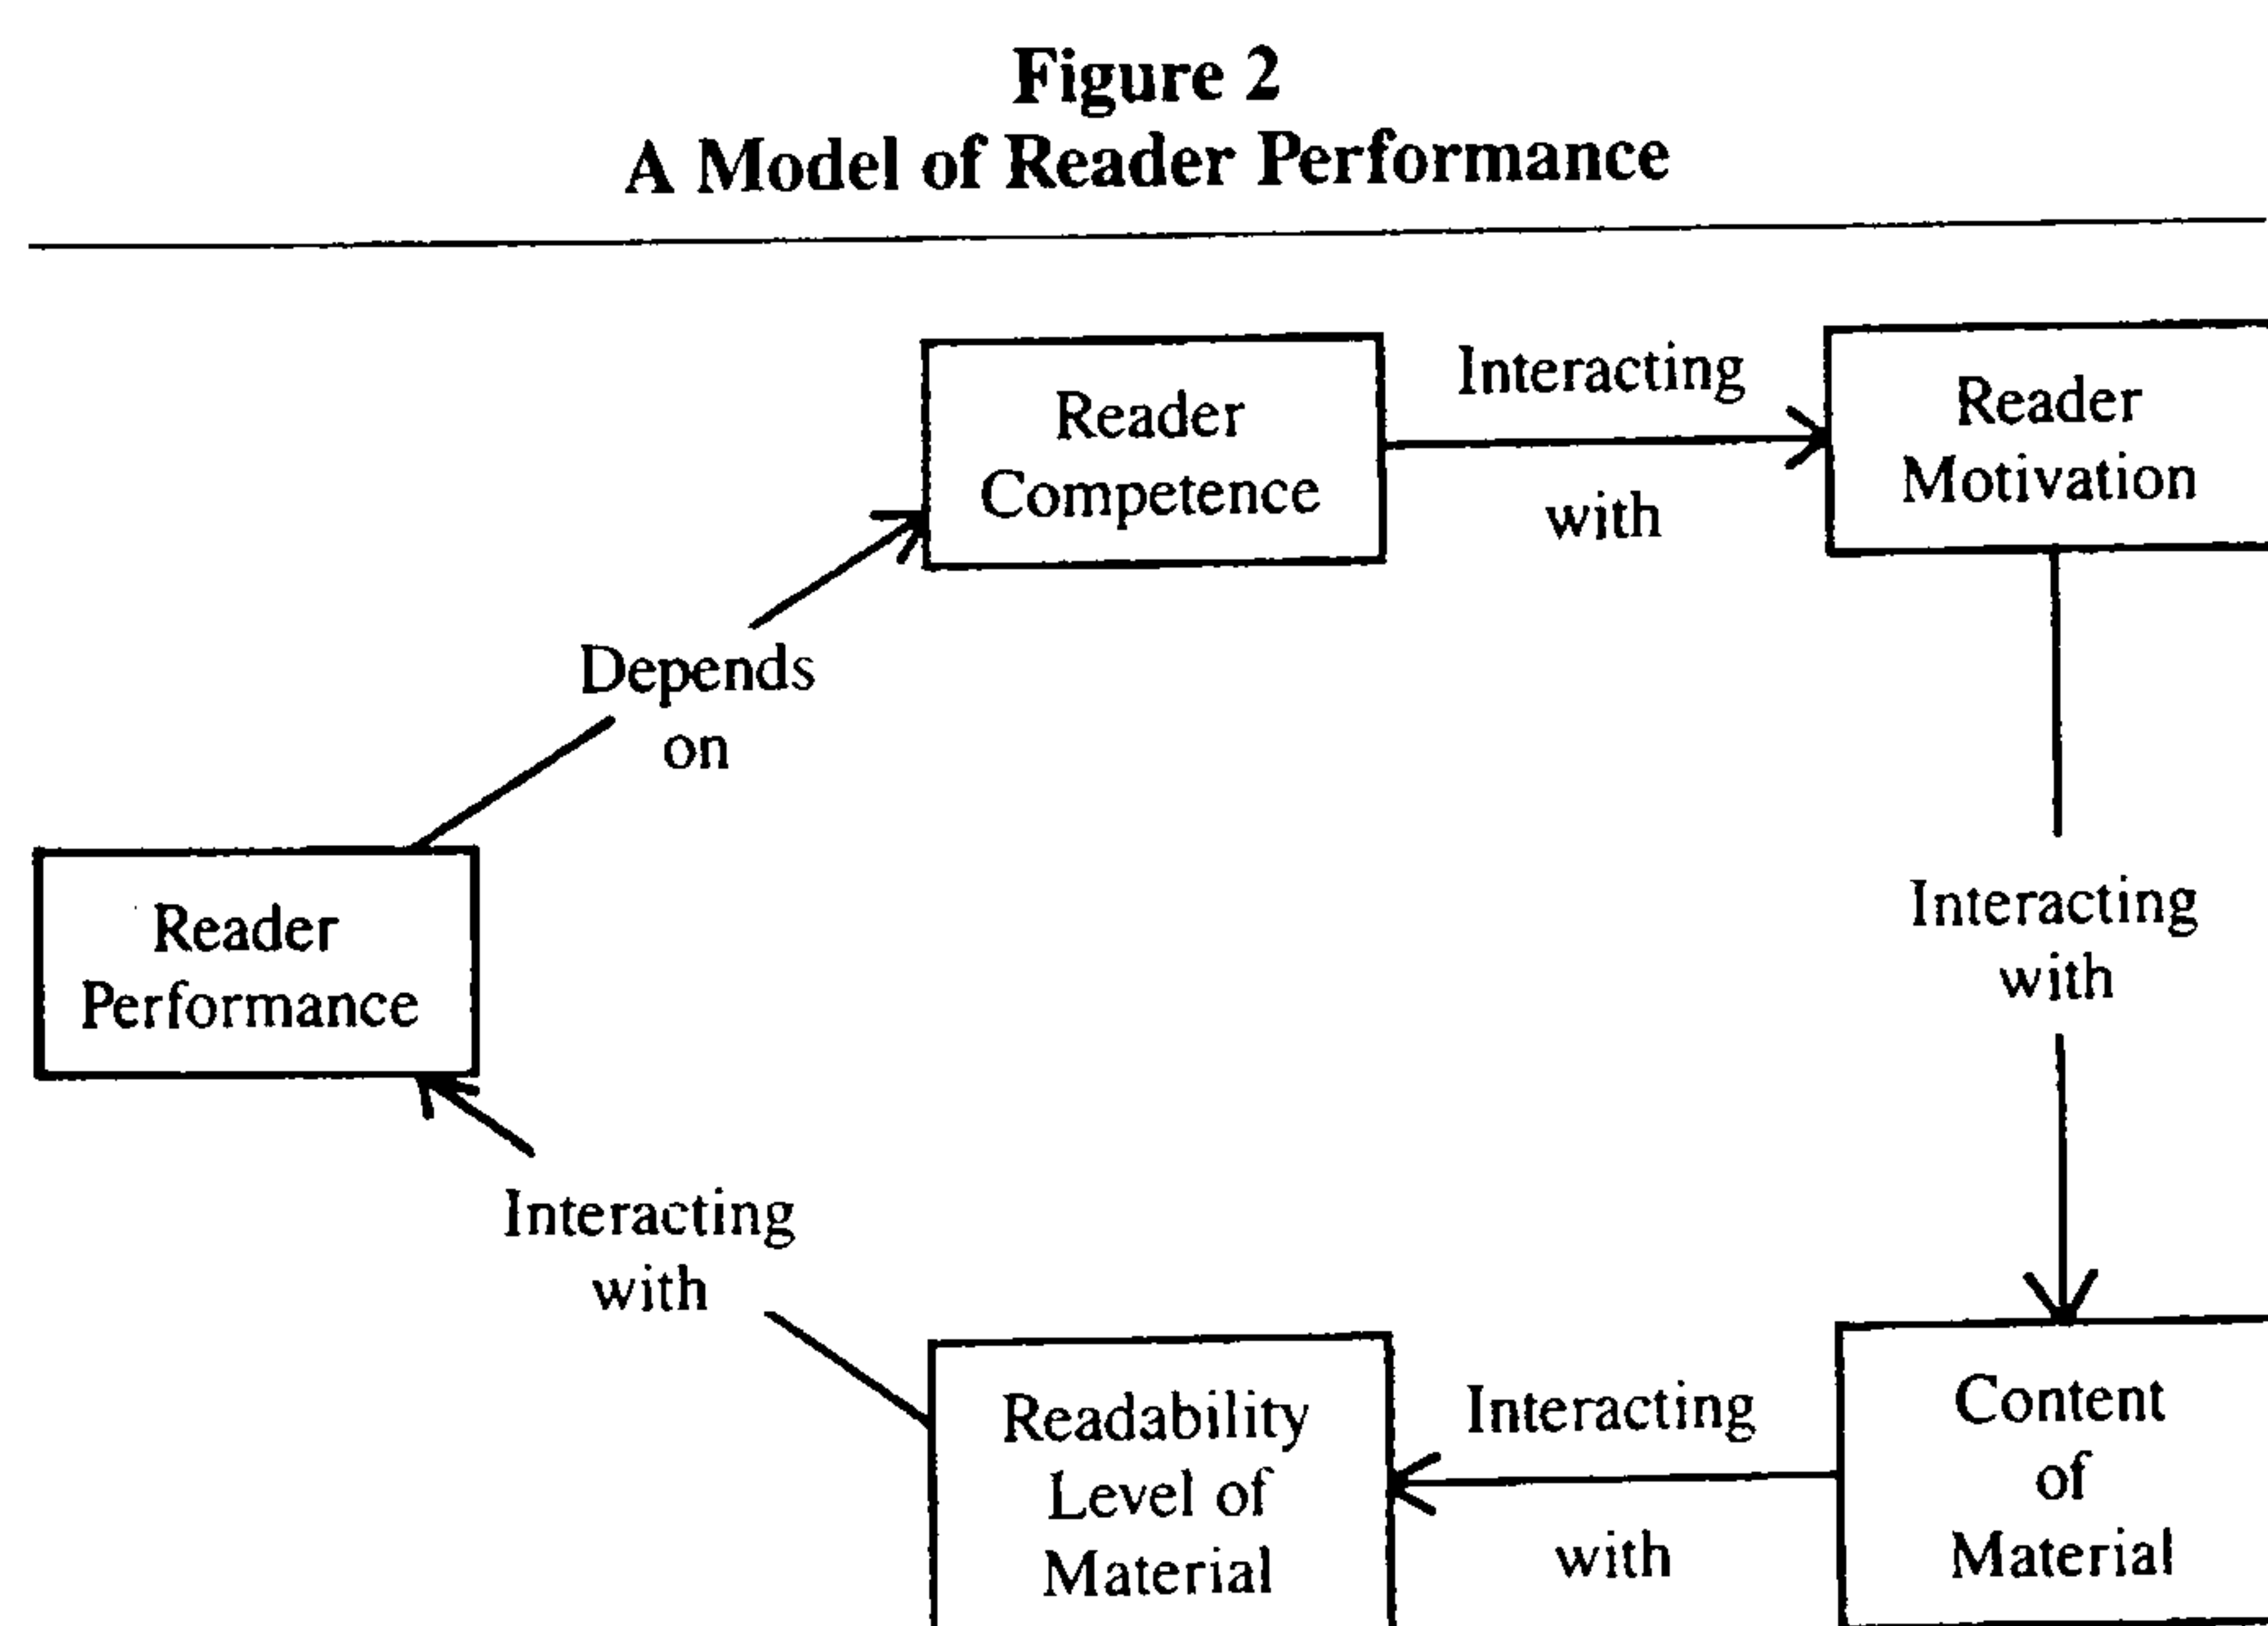 Figure 2
A Model of Reader Performance
Reader
Competence
Interacting
with
Reader
Motivation
Depends
on
Interacting
with
Reader
Performance
Interacting
with
Readability
Level of
Material
Interacting
with
Content
of
Material